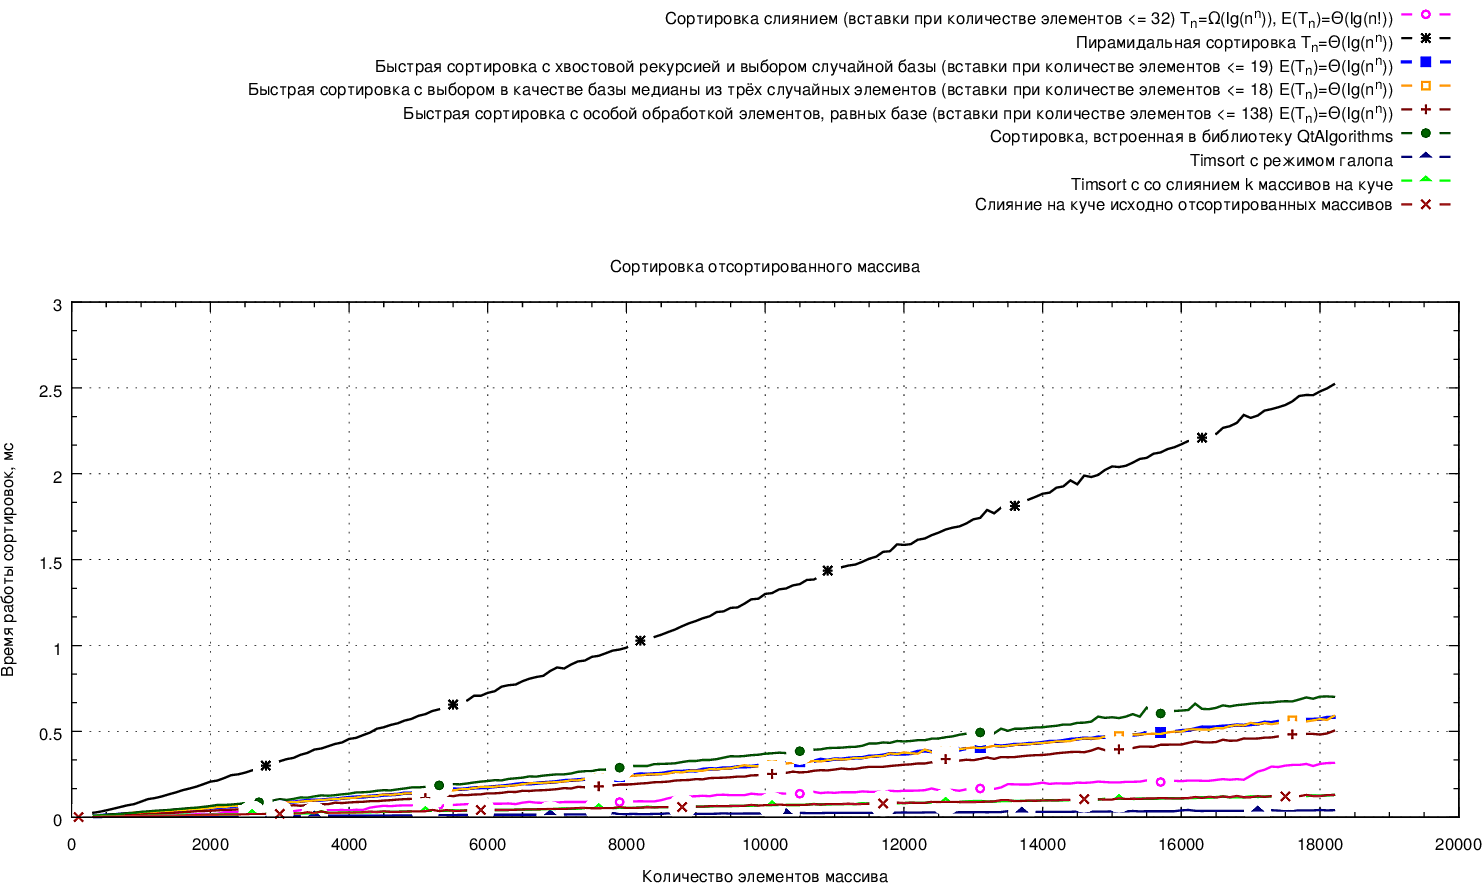 Сортировка слиянием (вставки при количестве элементов <= 32) Tₙ=Ω(lg(nⁿ)), E(Tₙ)=Θ(lg(n!))
Пирамидальная сортировка Tₙ=Θ(lg(nⁿ))
Быстрая сортировка с хвостовой рекурсией и выбором случайной базы (вставки при количестве элементов <= 19) E(Tₙ)=Θ(lg(nⁿ))
Быстрая сортировка с выбором в качестве базы медианы из трёх случайных элементов (вставки при количестве элементов <= 18) E(Tₙ)=Θ(lg(nⁿ))
Быстрая сортировка с особой обработкой элементов, равных базе (вставки при количестве элементов <= 138) E(Tₙ)=Θ(lg(nⁿ))
Сортировка, встроенная в библиотеку QtAlgorithms
Timsort с режимом галопа
Timsort с со слиянием k массивов на куче
Слияние на куче исходно отсортированных массивов
Сортировка отсортированного массива
3
2.5
2
1.5
1
0.5
0
Время работы сортировок, мс
0 2000 4000 6000 8000 10000 12000 14000 16000 18000 20000
Количество элементов массива